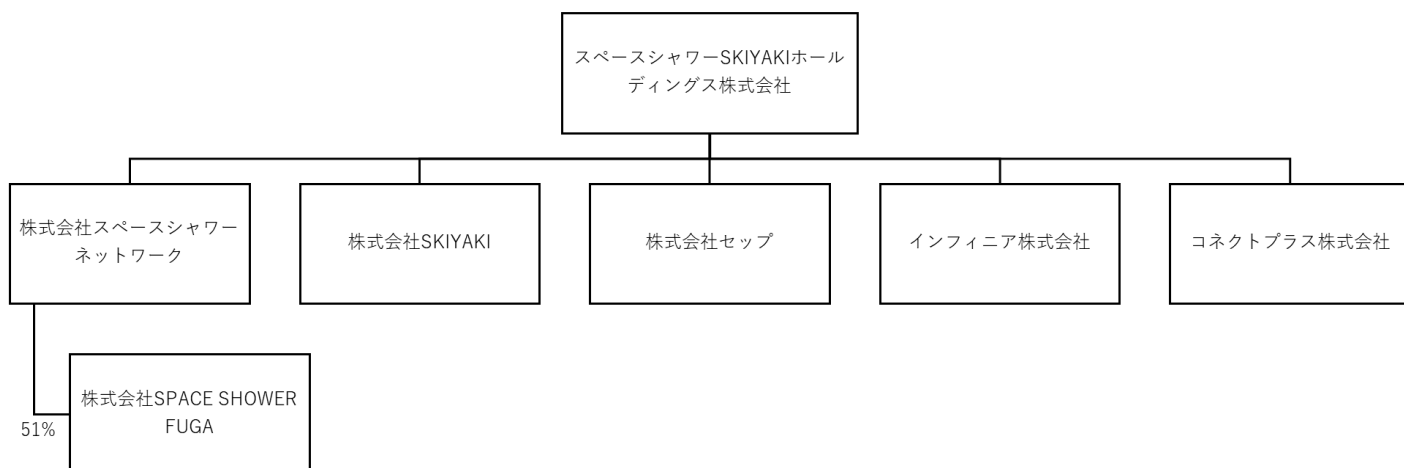 スペースシャワーSKIYAKIホール
ディングス株式会社
株式会社スペースシャワー
ネットワーク
株式会社SKIYAKI
株式会社セップ
インフィニア株式会社
コネクトプラス株式会社
株式会社SPACE SHOWER
FUGA
51%